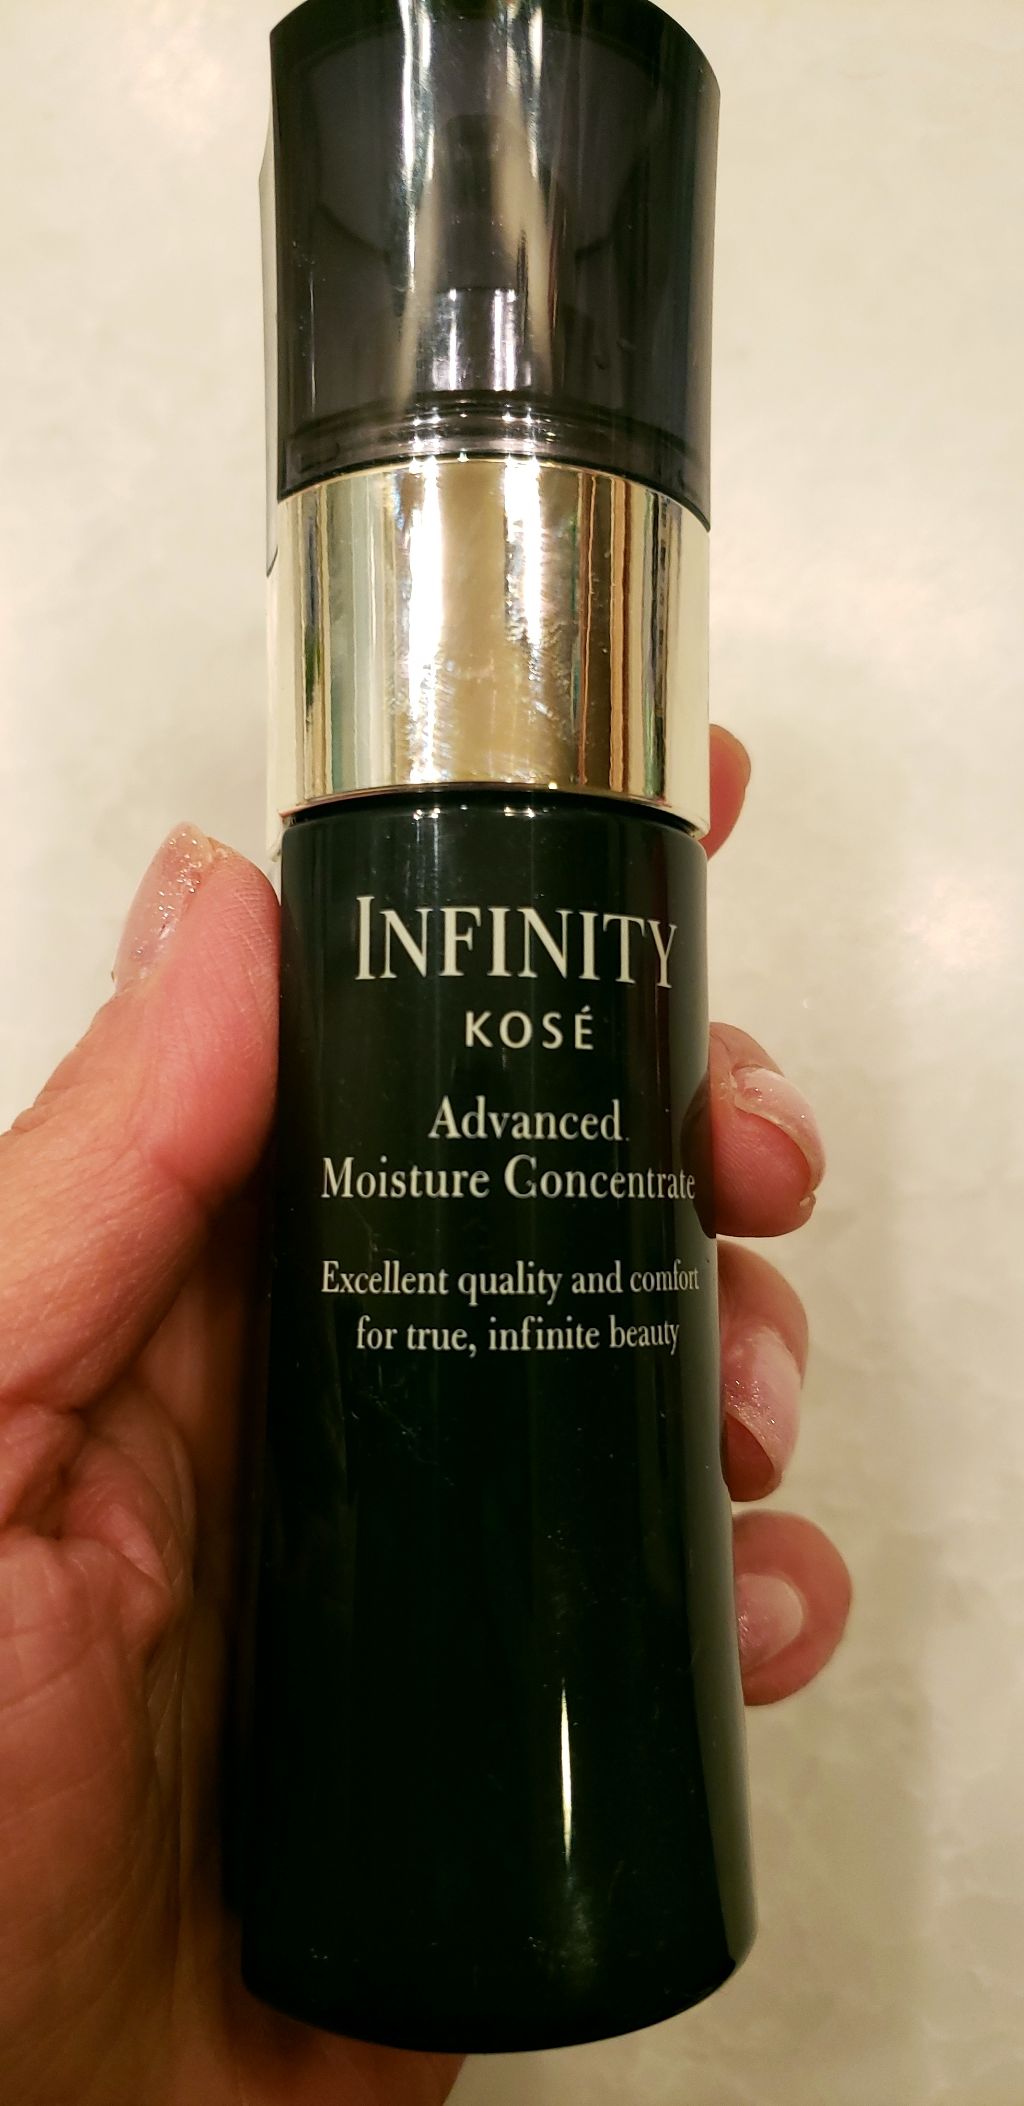 INFINITY
KOSÉ
Advanced
Moisture Concentrate
Excellent quality and comfort
for true, infinite beauty